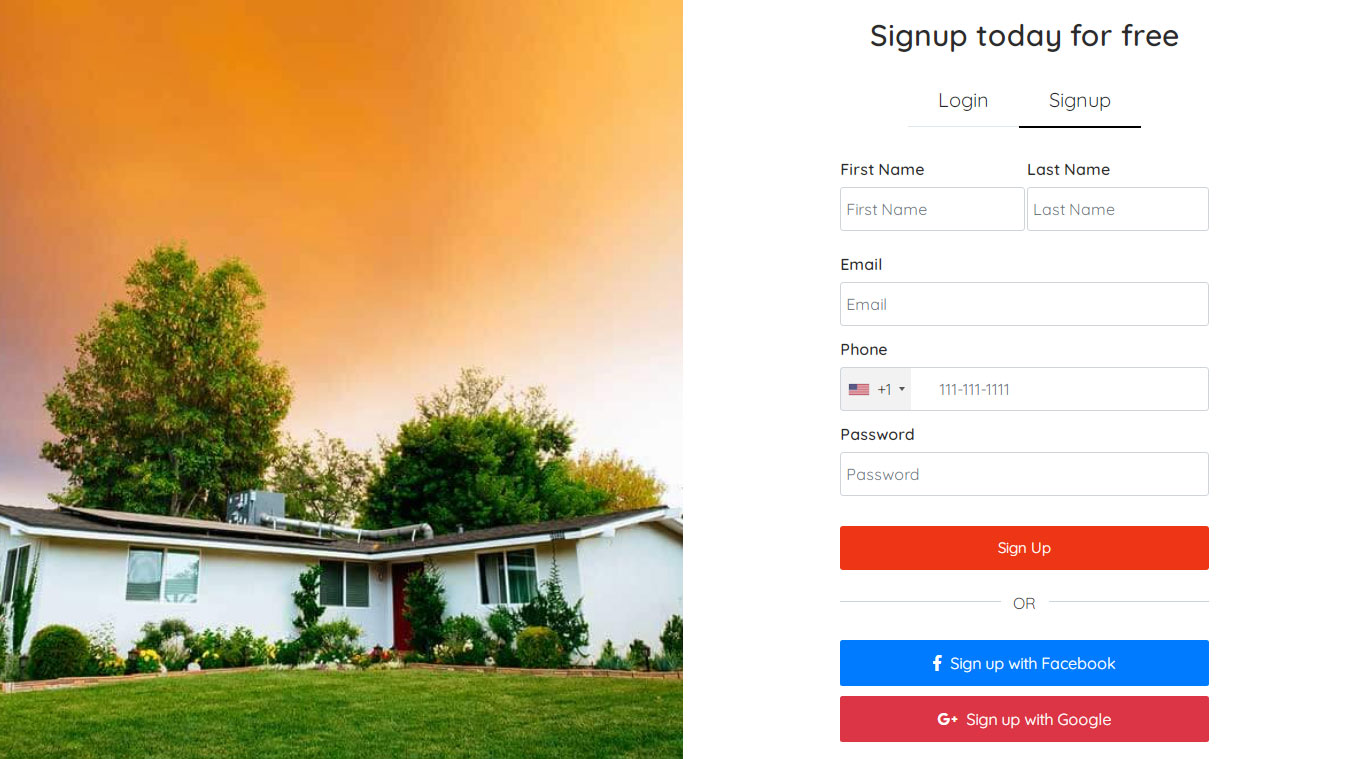 Signup today for free
Login Signup
First Name Last Name
First Name Last Name
Email
Email
Phone
+1 111-111-1111
Password
Password
Sign Up
OR
Sign up with Facebook
G+ Sign up with Google